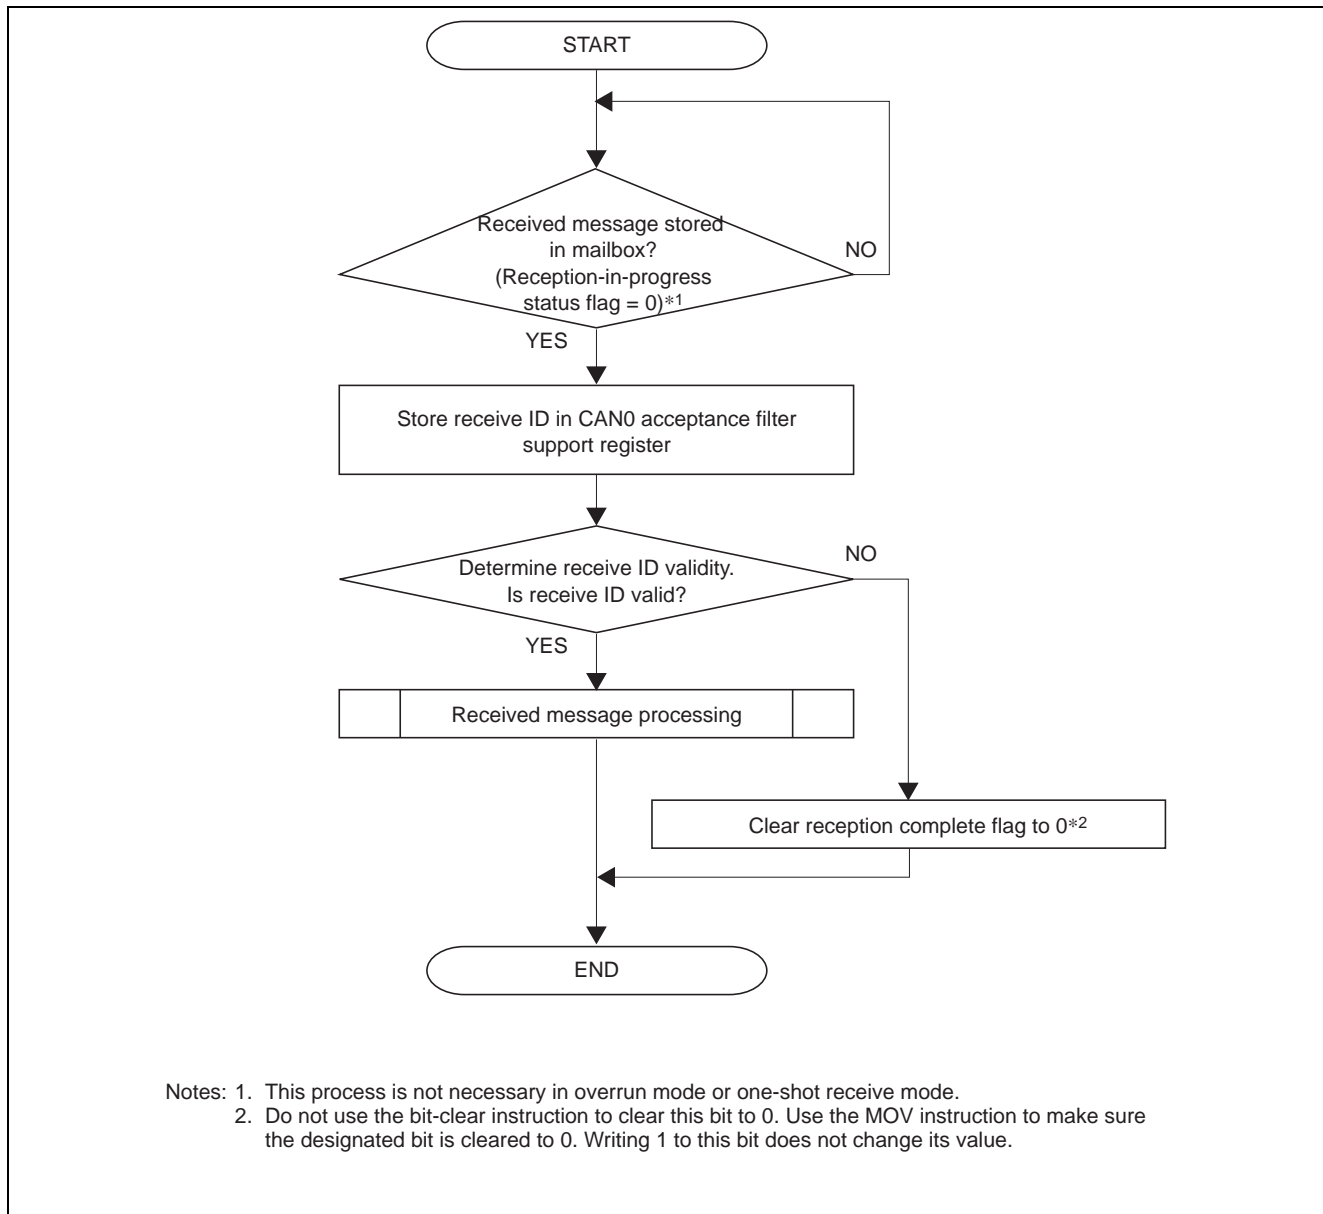 START
Received message stored
in mailbox?
(Reception-in-progress
status flag = 0)*1
NO
YES
Store receive ID in CAN0 acceptance filter
support register
NO
Determine receive ID validity.
Is receive ID valid?
YES
Received message processing
Clear reception complete flag to 0*2
END
Notes: 1. This process is not necessary in overrun mode or one-shot receive mode.
2. Do not use the bit-clear instruction to clear this bit to 0. Use the MOV instruction to make sure
the designated bit is cleared to 0. Writing 1 to this bit does not change its value.